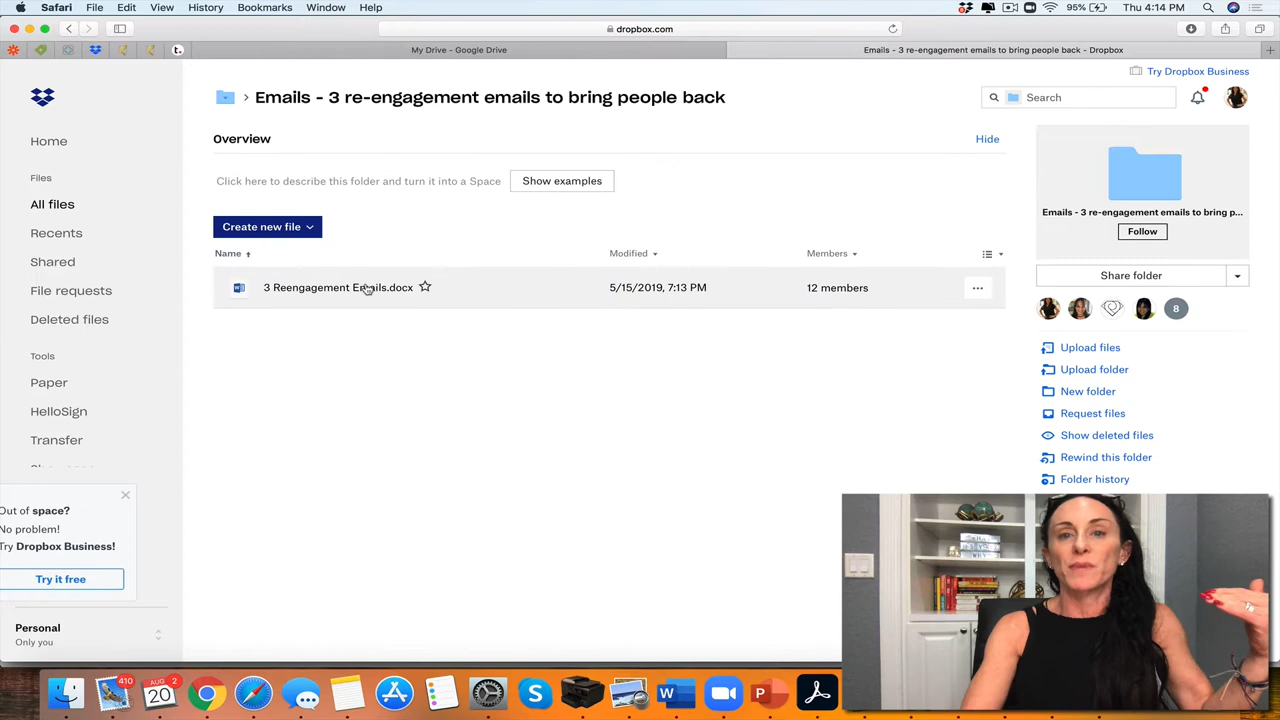 Safari File Edit View History Bookmarks Window Help 95% Thu 4:14 PM
dropbox.com
My Drive - Google Drive
Emails - 3 re-engagement emails to bring people back - Dropbox
Try Dropbox Business
Emails - 3 re-engagement emails to bring people back
Search
Overview
Hide
Click here to describe this folder and turn it into a Space
Show examples
Create new file
Name
Modified
Members
3 Reengagement Emails.docx
5/15/2019, 7:13 PM
12 members
Home
Files
All files
Recents
Shared
File requests
Deleted files
Tools
Paper
HelloSign
Transfer
Out of space?
No problem!
Try Dropbox Business!
Try it free
Personal
Only you
Emails - 3 re-engagement emails to bring p...
Follow
Share folder
8
Upload files
Upload folder
New folder
Request files
Show deleted files
Rewind this folder
Folder history
410
AUG
20
2